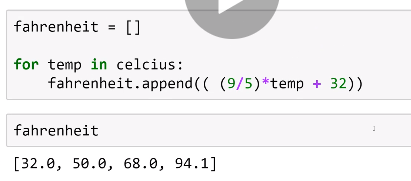 fahrenheit = []
for temp in celcius:
    fahrenheit.append(( (9/5)*temp + 32))
fahrenheit
[32.0, 50.0, 68.0, 94.1]